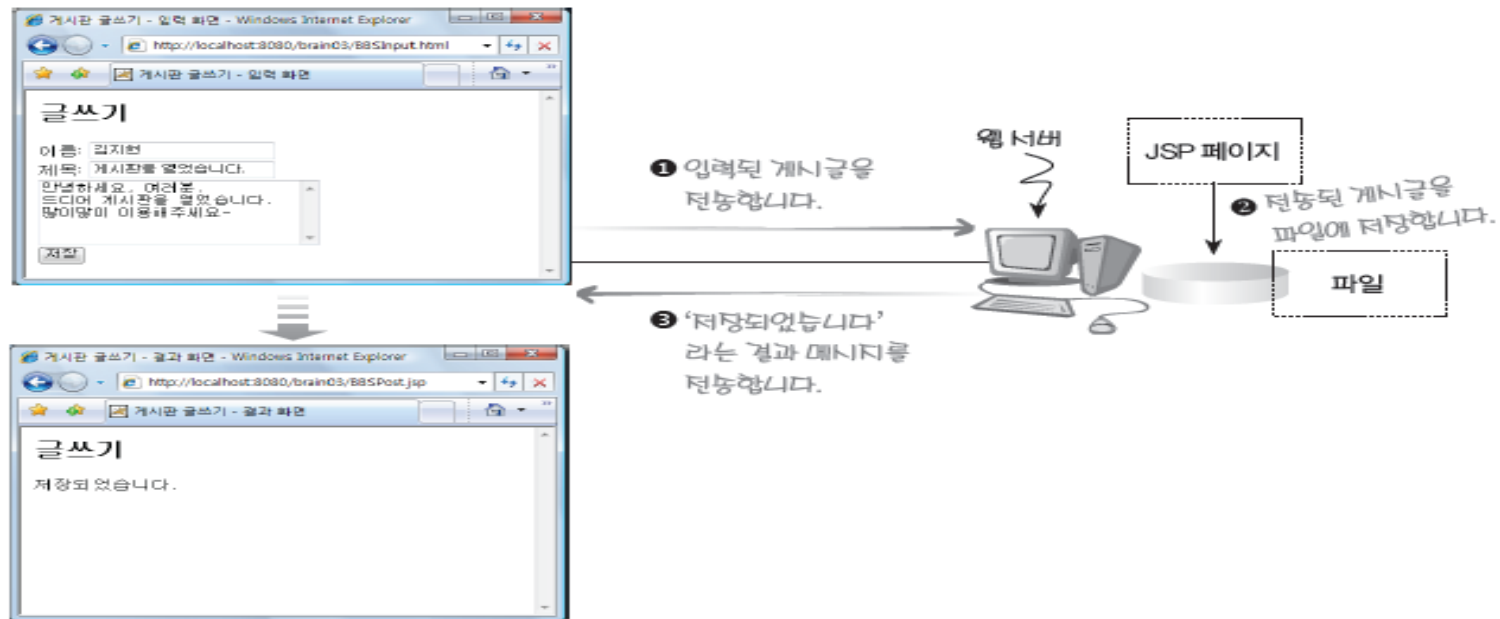 게시판 글쓰기 - 입력 화면 - Windows Internet Explorer
http://localhost:8080/brain03/BBSInput.html
게시판 글쓰기 - 입력 화면
글쓰기
이름: 김지현
제목: 게시판을 열었습니다.
안녕하세요, 여러분.
드디어 게시판을 열었습니다.
많이많이 이용해주세요~
저장
❶ 입력된 게시글을
전송합니다.
웹 서버
JSP 페이지
❷ 전송된 게시글을
파일에 저장합니다.
파일
❸ ‘저장되었습니다’
라는 결과 메시지를
전송합니다.
게시판 글쓰기 - 결과 화면 - Windows Internet Explorer
http://localhost:8080/brain03/BBSPost.jsp
게시판 글쓰기 - 결과 화면
글쓰기
저장되었습니다.